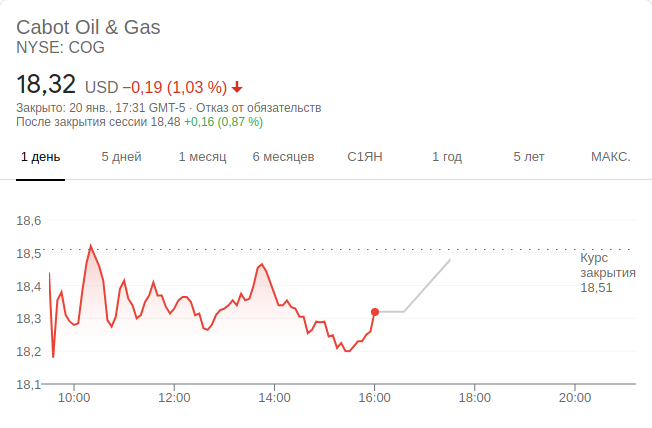 Cabot Oil & Gas
NYSE: COG
18,32 USD −0,19 (1,03 %)
Закрыто: 20 янв., 17:31 GMT-5 · Отказ от обязательств
После закрытия сессии 18,48 +0,16 (0,87 %)
1 день 5 дней 1 месяц 6 месяцев С1ЯН 1 год 5 лет МАКС.
18,6
18,5
Курс
закрытия
18,51
18,4
18,3
18,2
18,1
10:00 12:00 14:00 16:00 18:00 20:00